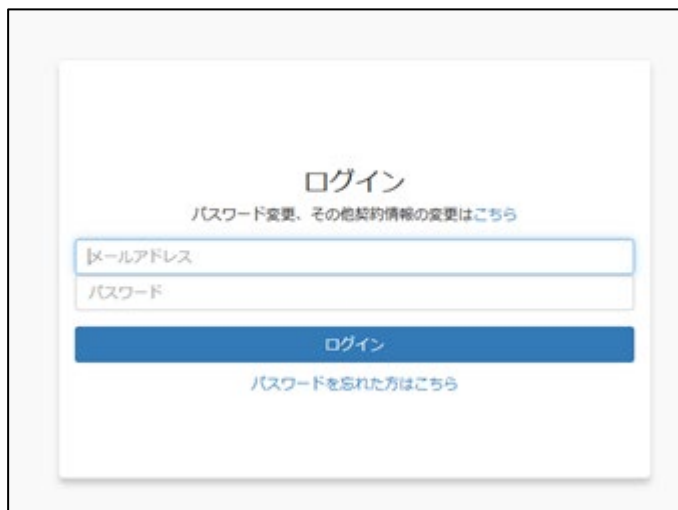 ログイン
パスワード変更、その他契約情報の変更はこちら
メールアドレス
パスワード
ログイン
パスワードを忘れた方はこちら